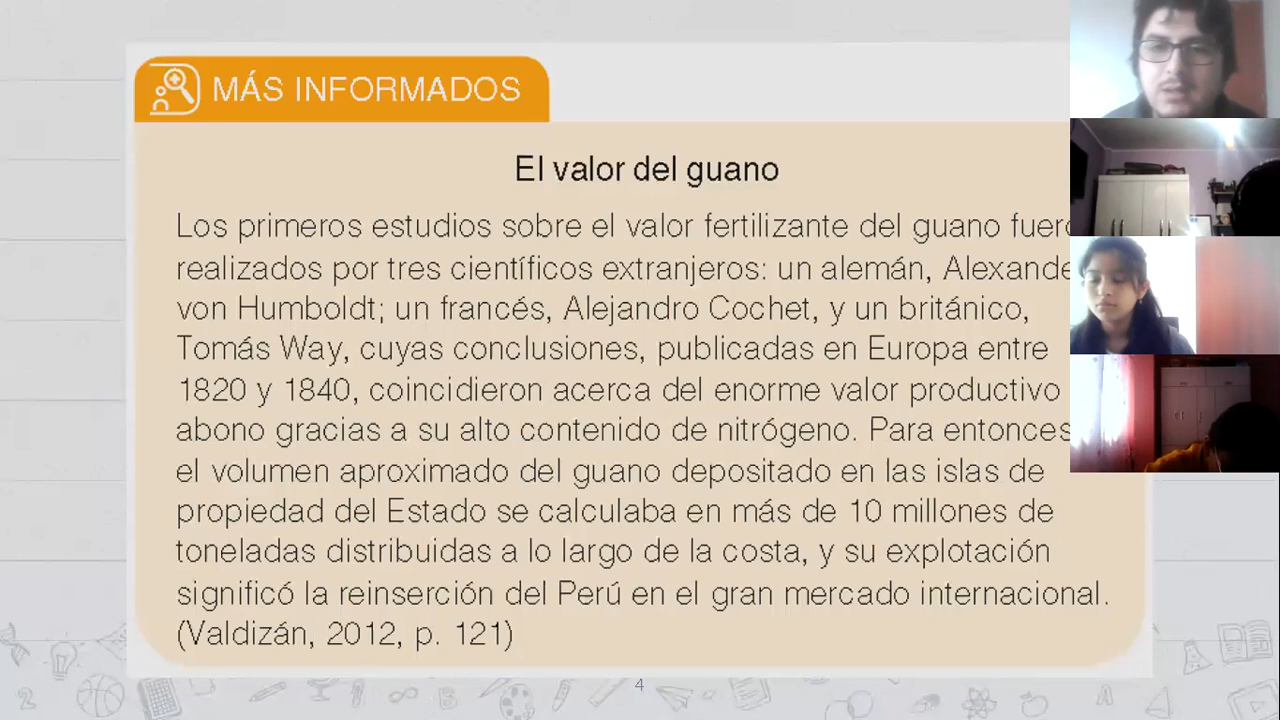 MÁS INFORMADOS
El valor del guano
Los primeros estudios sobre el valor fertilizante del guano
realizados por tres científicos extranjeros: un alemán,
von Humboldt; un francés, Alejandro Cochet, y un británico,
Tomás Way, cuyas conclusiones, publicadas en Europa entre
1820 y 1840, coincidieron acerca del enorme valor productivo
abono gracias a su alto contenido de nitrógeno. Para entonces
el volumen aproximado del guano depositado en las islas de
propiedad del Estado se calculaba en más de 10 millones de
toneladas distribuidas a lo largo de la costa, y su explotación
significó la reinserción del Perú en el gran mercado internacional.
(Valdizán, 2012, p. 121)
4